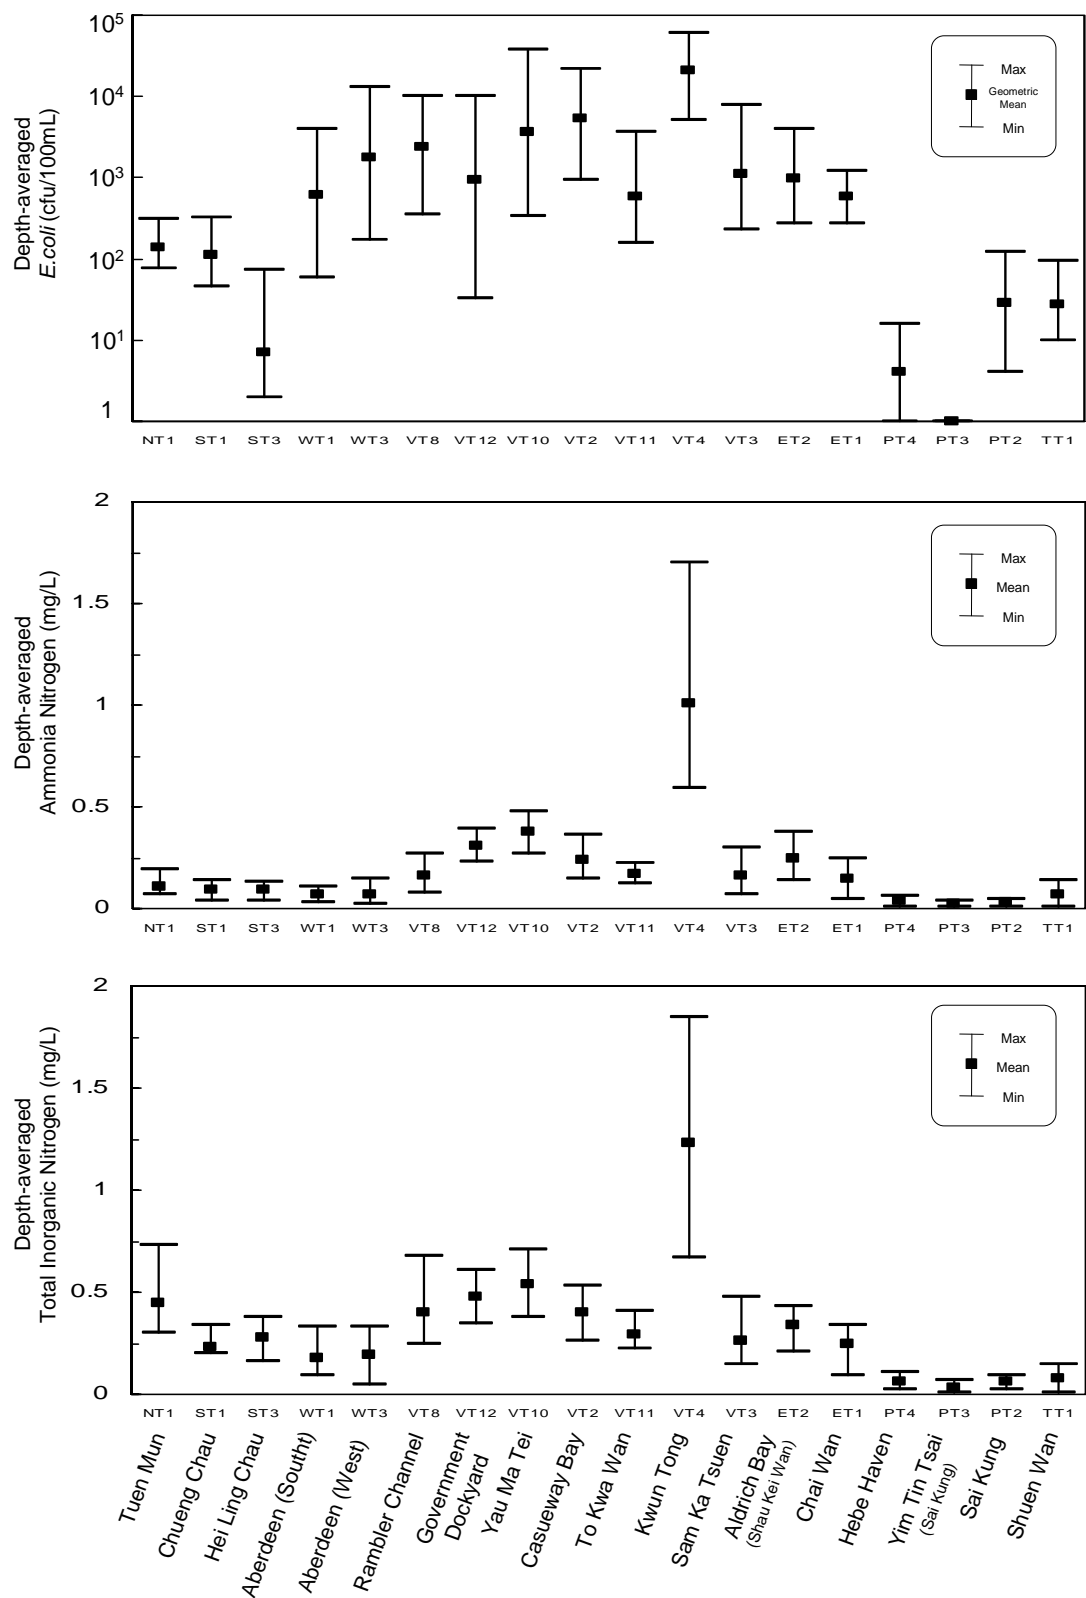 Depth-averaged
E.coli (cfu/100mL)
10^5
10^4
10^3
10^2
10^1
1
Max
Geometric
Mean
Min
NT1 ST1 ST3 WT1 WT3 VT8 VT12 VT10 VT2 VT11 VT4 VT3 ET2 ET1 PT4 PT3 PT2 TT1
Depth-averaged
Ammonia Nitrogen (mg/L)
2
1.5
1
0.5
0
Max
Mean
Min
NT1 ST1 ST3 WT1 WT3 VT8 VT12 VT10 VT2 VT11 VT4 VT3 ET2 ET1 PT4 PT3 PT2 TT1
Depth-averaged
Total Inorganic Nitrogen (mg/L)
2
1.5
1
0.5
0
Max
Mean
Min
NT1 ST1 ST3 WT1 WT3 VT8 VT12 VT10 VT2 VT11 VT4 VT3 ET2 ET1 PT4 PT3 PT2 TT1
Tuen Mun
Chueng Chau
Hei Ling Chau
Aberdeen (Southt)
Aberdeen (West)
Rambler Channel
Government
Dockyard
Yau Ma Tei
Casueway Bay
To Kwa Wan
Kwun Tong
Sam Ka Tsuen
Aldrich Bay
(Shau Kei Wan)
Chai Wan
Hebe Haven
Yim Tin Tsai
(Sai Kung)
Sai Kung
Shuen Wan